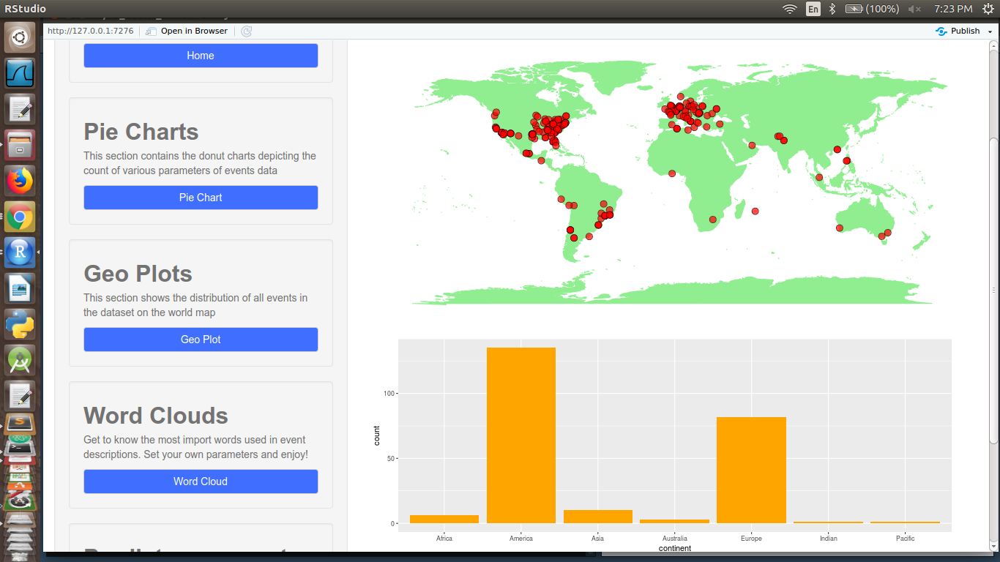 RStudio
En
(100%)
7:23 PM
http://127.0.0.1:7276
Open in Browser
Publish
Home
Pie Charts
This section contains the donut charts depicting the
count of various parameters of events data
Pie Chart
Geo Plots
This section shows the distribution of all events in
the dataset on the world map
Geo Plot
Word Clouds
Get to know the most import words used in event
descriptions. Set your own parameters and enjoy!
Word Cloud
count
100
50
0
Africa
America
Asia
Australia
Europe
Indian
Pacific
continent